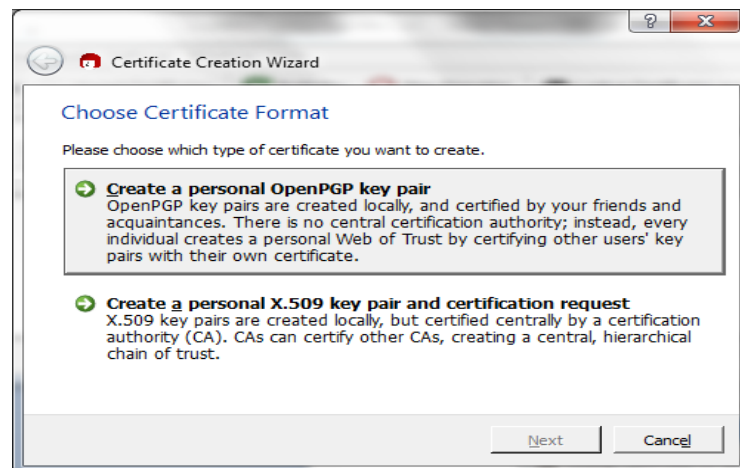 ?
X
Certificate Creation Wizard
Choose Certificate Format
Please choose which type of certificate you want to create.
Create a personal OpenPGP key pair
OpenPGP key pairs are created locally, and certified by your friends and
acquaintances. There is no central certification authority; instead, every
individual creates a personal Web of Trust by certifying other users' key
pairs with their own certificate.
Create a personal X.509 key pair and certification request
X.509 key pairs are created locally, but certified centrally by a certification
authority (CA). CAs can certify other CAs, creating a central, hierarchical
chain of trust.
Next
Cancel